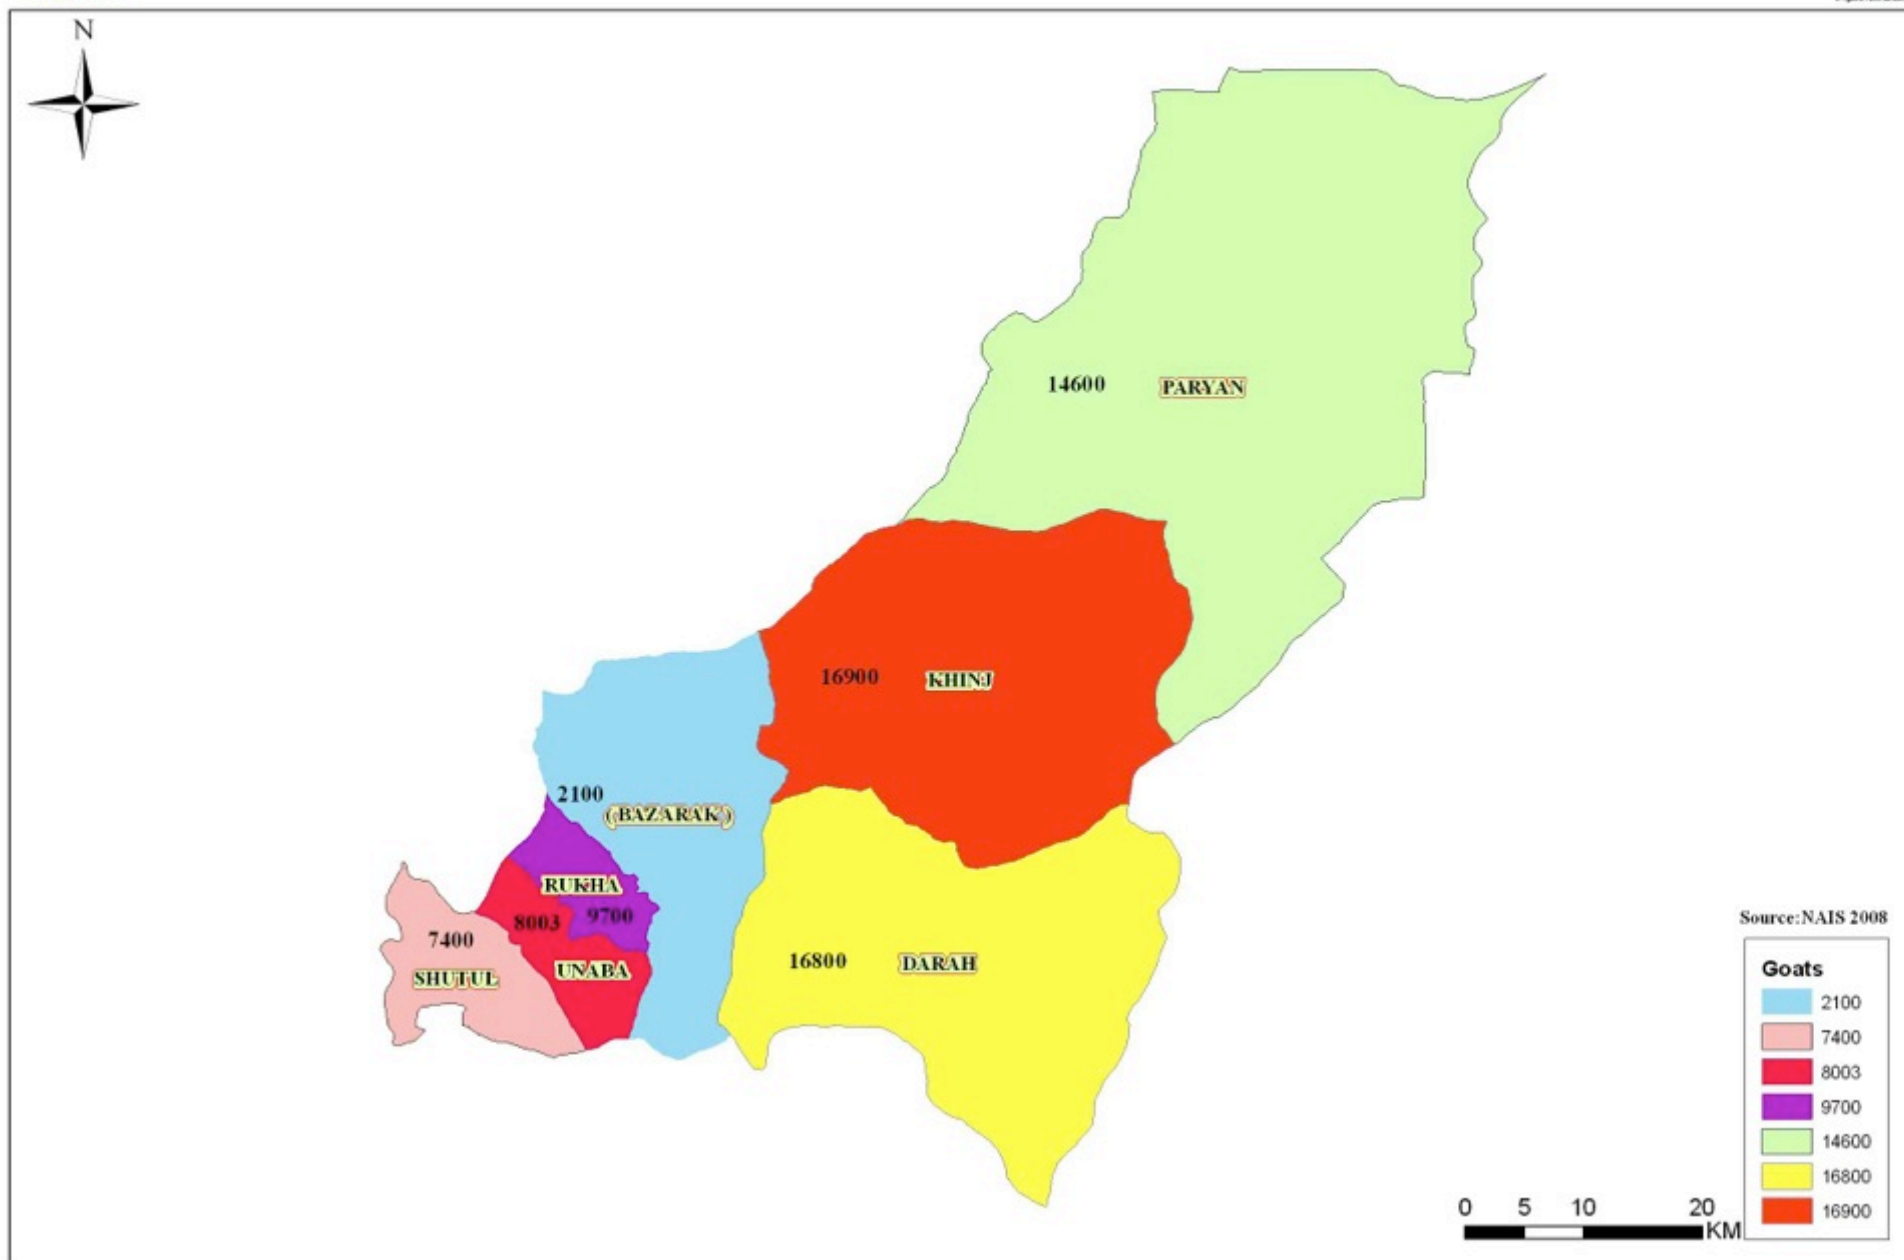 N
14600 PARYAN
16900 KHINJ
2100
(BAZARAK)
RUKHA
8003 9700
7400
SHUTUL
UNABA
16800 DARAH
Source:NAIS 2008
Goats
2100
7400
8003
9700
14600
16800
16900
0 5 10 20
KM